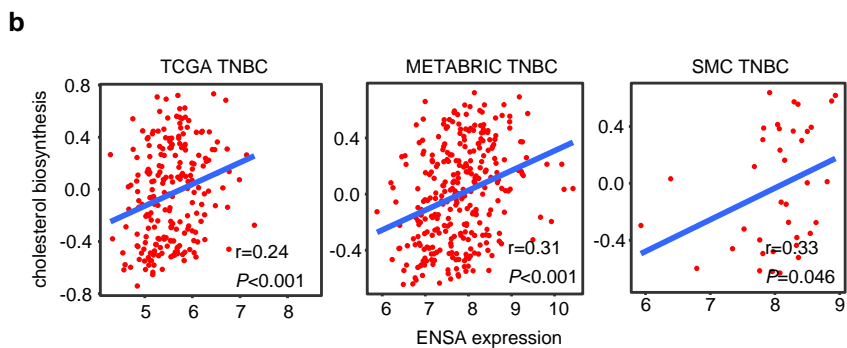 b
TCGA TNBC
METABRIC TNBC
SMC TNBC
cholesterol biosynthesis
0.8
0.4
0.0
-0.4
-0.8
r=0.24
P<0.001
5 6 7 8
0.4
0.0
-0.4
r=0.31
P<0.001
6 7 8 9 10
0.4
0.0
-0.4
r=0.33
P=0.046
6 7 8 9
ENSA expression